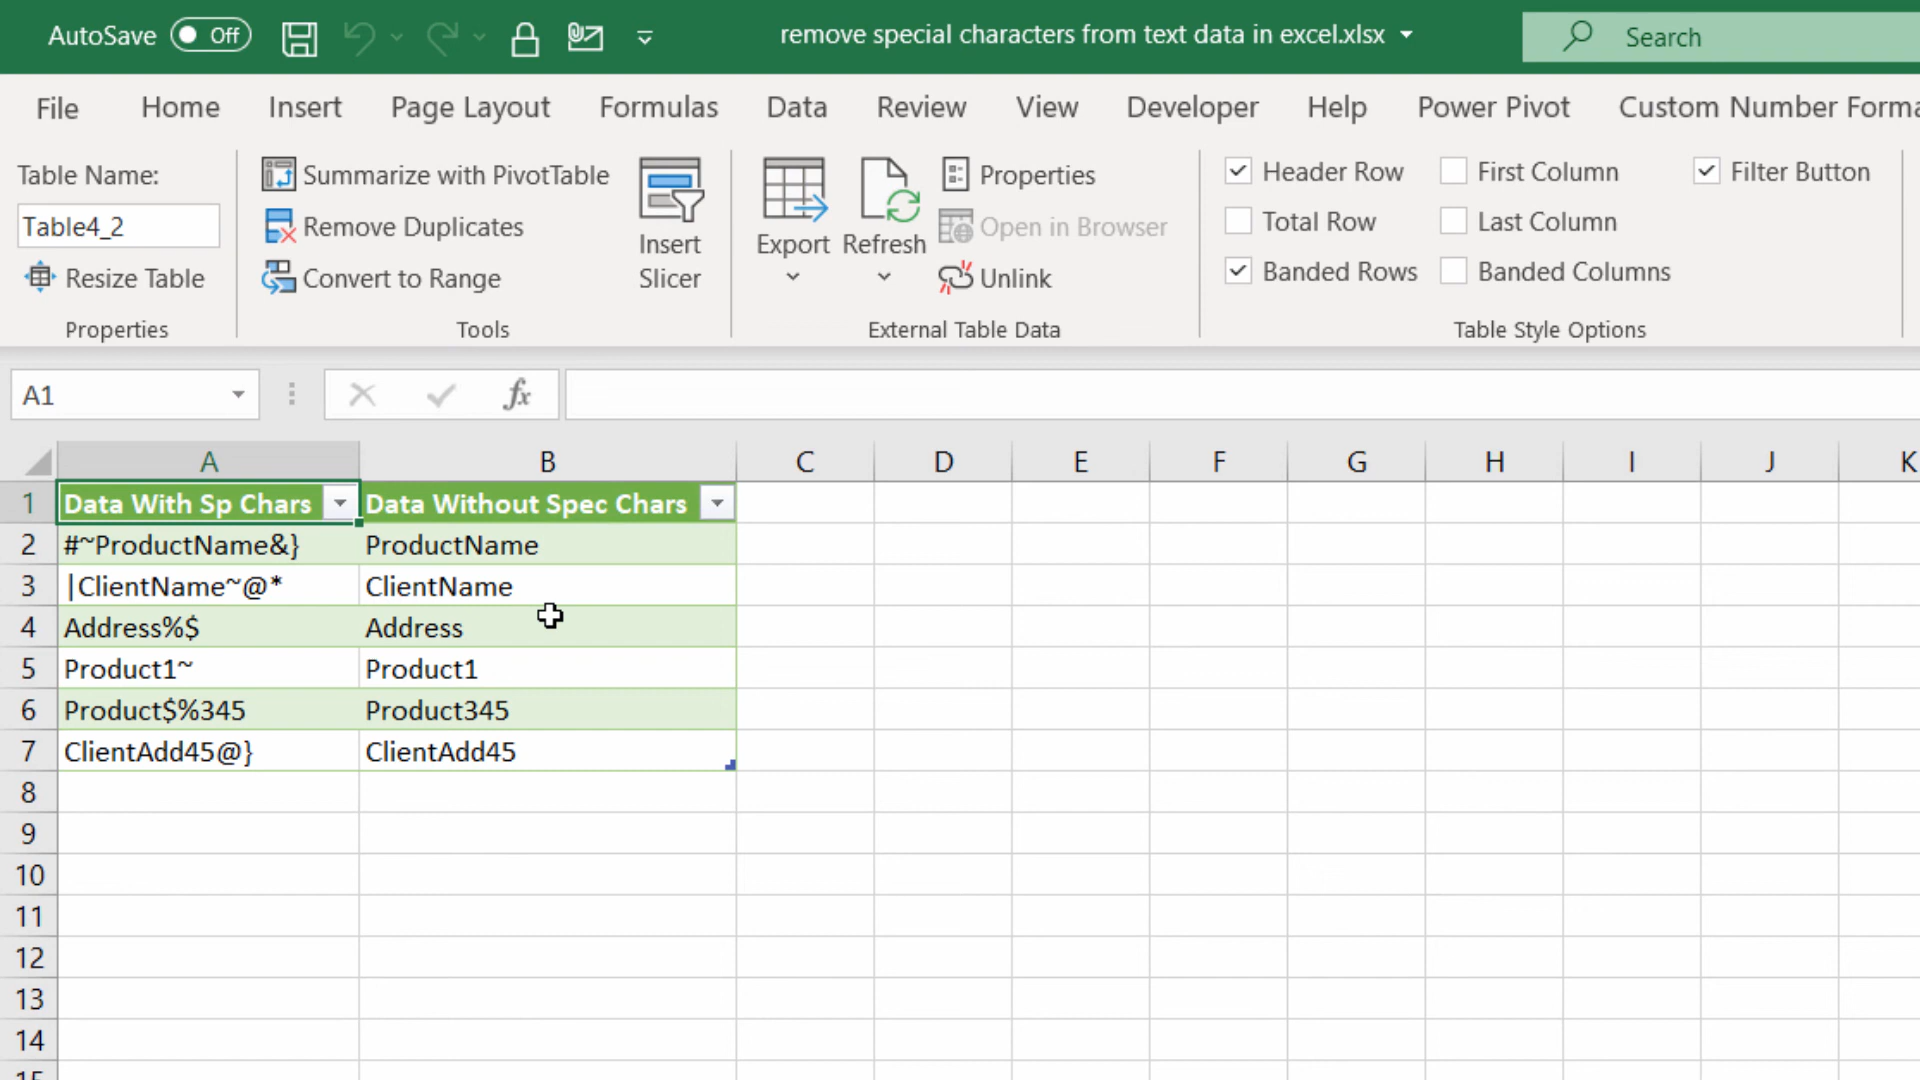 AutoSave Off remove special characters from text data in excel.xlsx Search
File Home Insert Page Layout Formulas Data Review View Developer Help Power Pivot Custom Number Forma
Table Name:
Table4_2
Resize Table
Properties
Summarize with PivotTable
Remove Duplicates
Convert to Range
Insert
Slicer
Tools
Export
Refresh
Properties
Open in Browser
Unlink
External Table Data
Header Row First Column Filter Button
Total Row Last Column
Banded Rows Banded Columns
Table Style Options
A1 fx
A B C D E F G H I J K
1 Data With Sp Chars Data Without Spec Chars
2 #~ProductName&} ProductName
3 |ClientName~@* ClientName
4 Address%$ Address
5 Product1~ Product1
6 Product$%345 Product345
7 ClientAdd45@} ClientAdd45
8
9
10
11
12
13
14
15